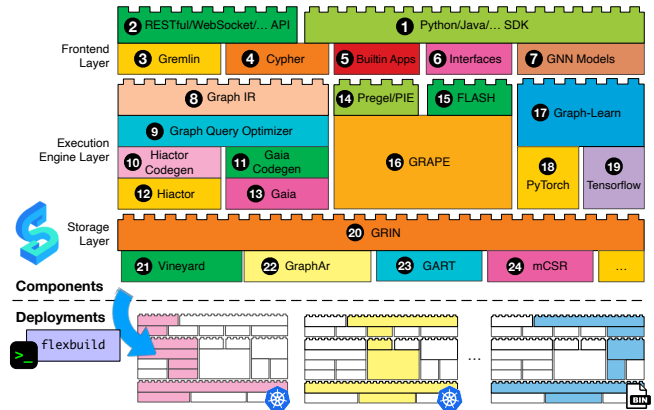 2 RESTful/WebSocket/... API
1 Python/Java/... SDK
Frontend
Layer
3 Gremlin
4 Cypher
5 Builtin Apps
6 Interfaces
7 GNN Models
8 Graph IR
14 Pregel/PIE
15 FLASH
17 Graph-Learn
9 Graph Query Optimizer
Execution
Engine Layer
10 Hiactor
Codegen
11 Gaia
Codegen
16 GRAPE
12 Hiactor
13 Gaia
18
PyTorch
19
Tensorflow
Storage
Layer
20 GRIN
21 Vineyard
22 GraphAr
23 GART
24 mCSR
...
Components
Deployments
>_ flexbuild
...
BIN